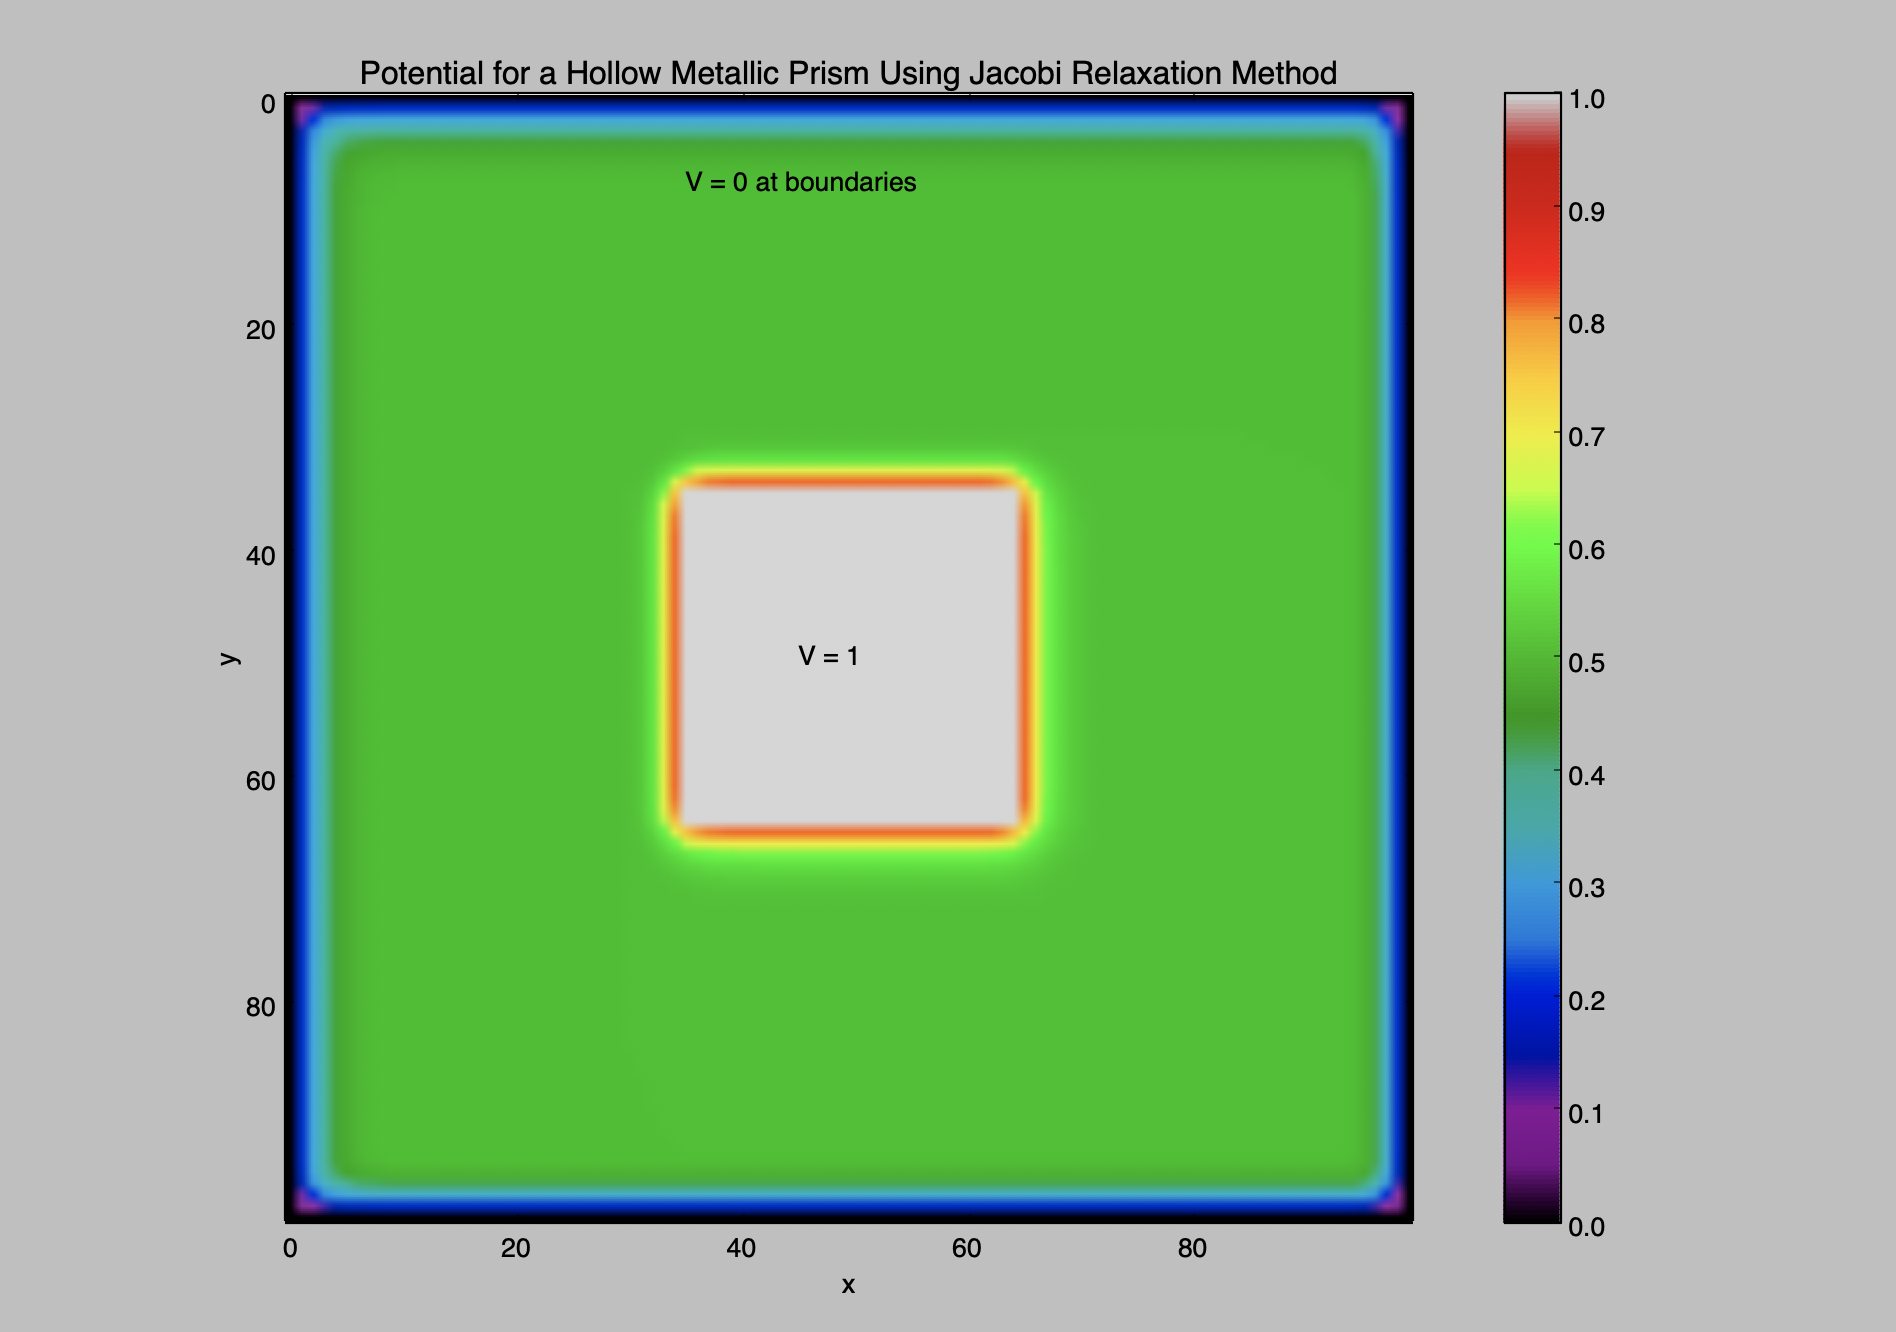 Potential for a Hollow Metallic Prism Using Jacobi Relaxation Method
0
20
40
60
80
y
V = 0 at boundaries
V = 1
0 20 40 60 80
x
1.0
0.9
0.8
0.7
0.6
0.5
0.4
0.3
0.2
0.1
0.0